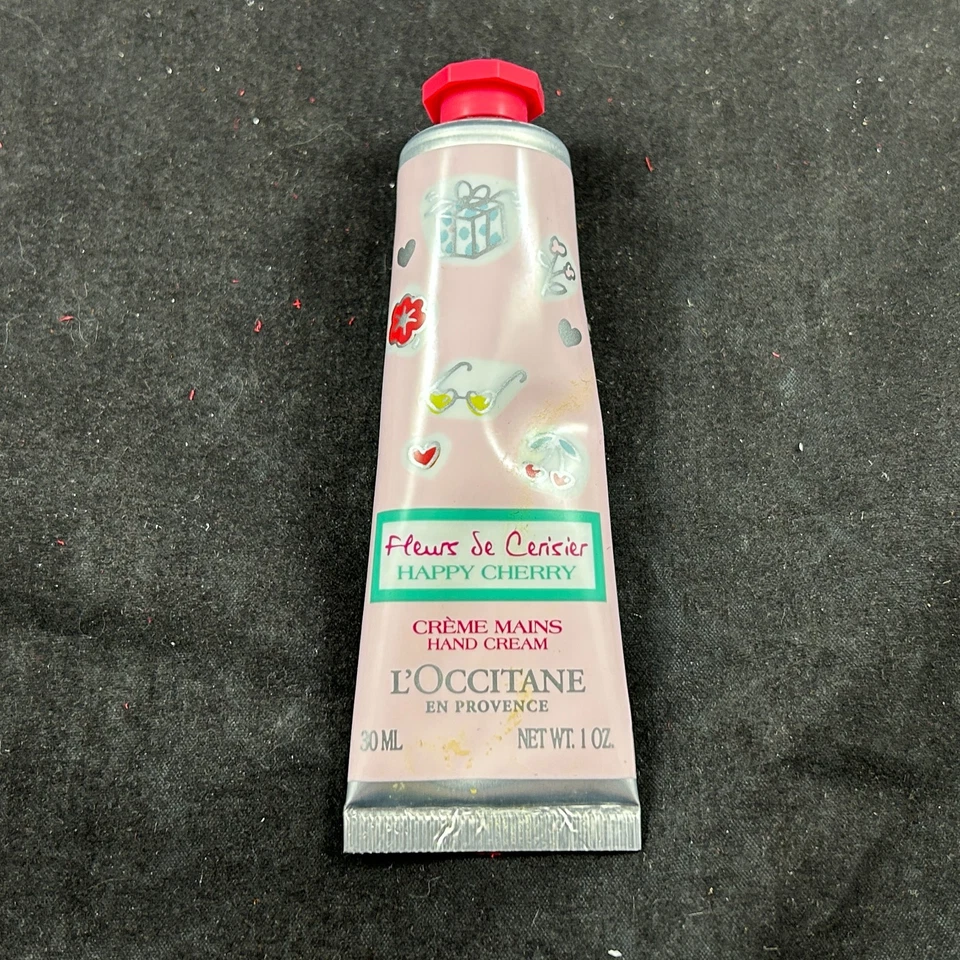 Fleurs de Cerisier
HAPPY CHERRY
CRÈME MAINS
HAND CREAM
L'OCCITANE
EN PROVENCE
30 ML NET WT. 1 OZ.